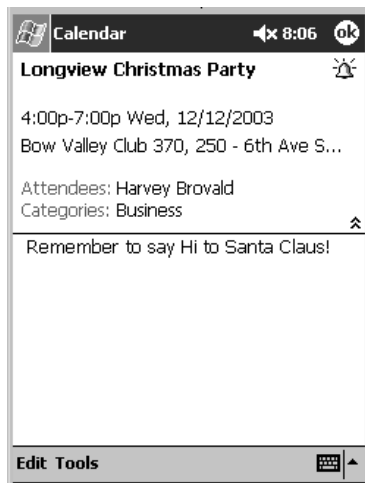 Calendar 8:06 ok
Longview Christmas Party
4:00p-7:00p Wed, 12/12/2003
Bow Valley Club 370, 250 - 6th Ave S...
Attendees: Harvey Brovald
Categories: Business
Remember to say Hi to Santa Claus!
Edit Tools